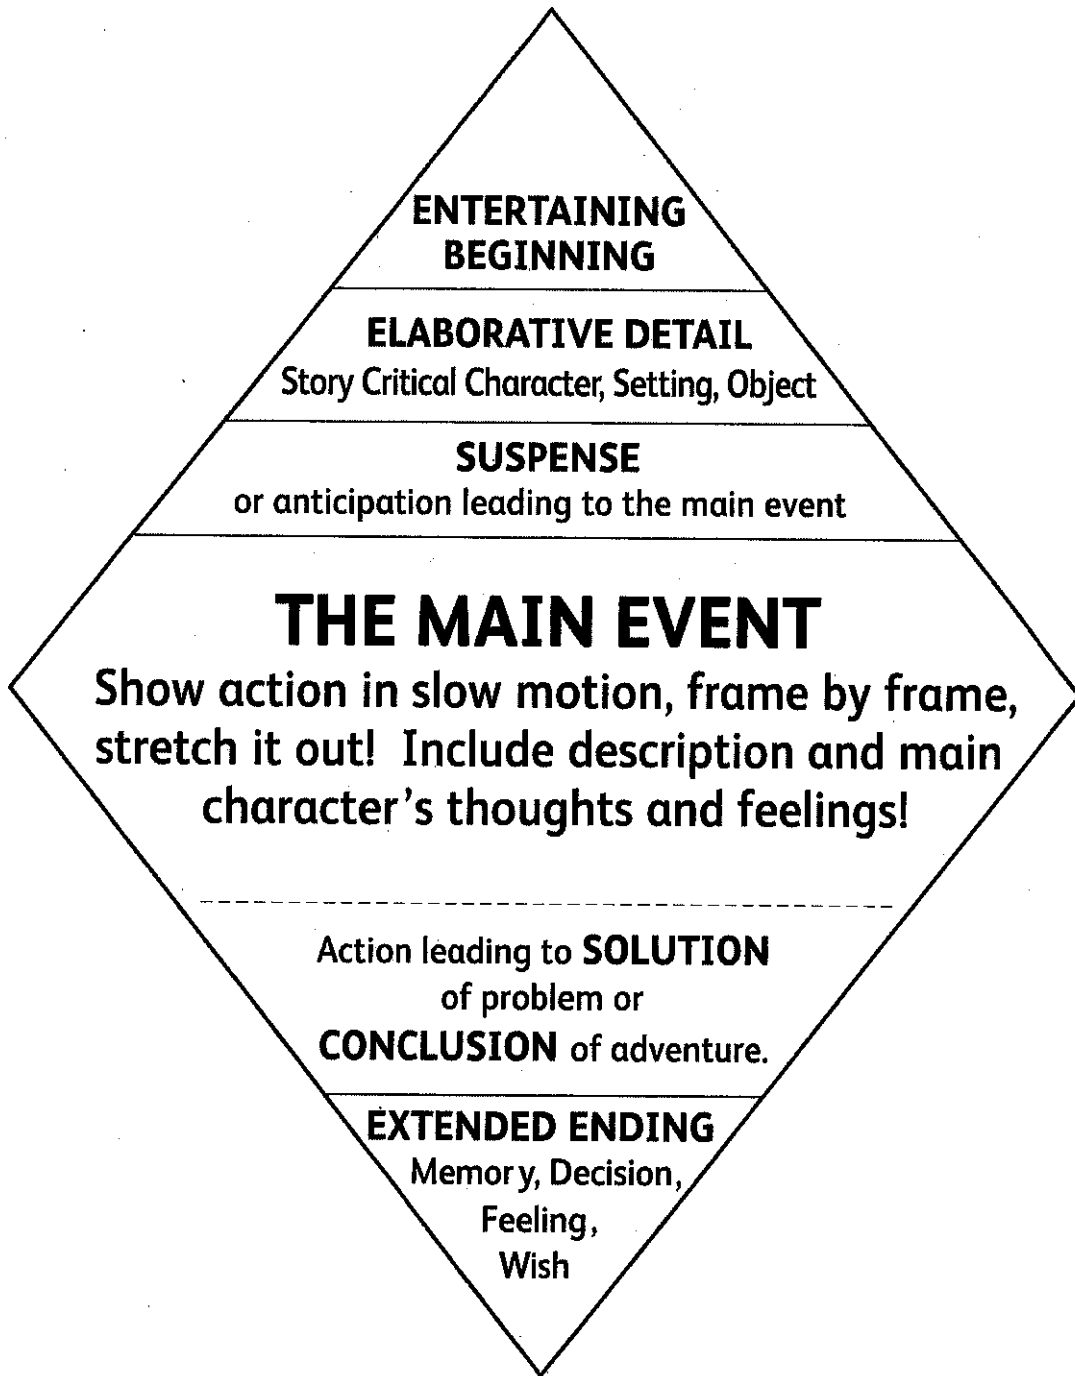 ENTERTAINING
BEGINNING
ELABORATIVE DETAIL
Story Critical Character, Setting, Object
SUSPENSE
or anticipation leading to the main event
THE MAIN EVENT
Show action in slow motion, frame by frame,
stretch it out! Include description and main
character's thoughts and feelings!
Action leading to SOLUTION
of problem or
CONCLUSION of adventure.
EXTENDED ENDING
Memory, Decision,
Feeling,
Wish